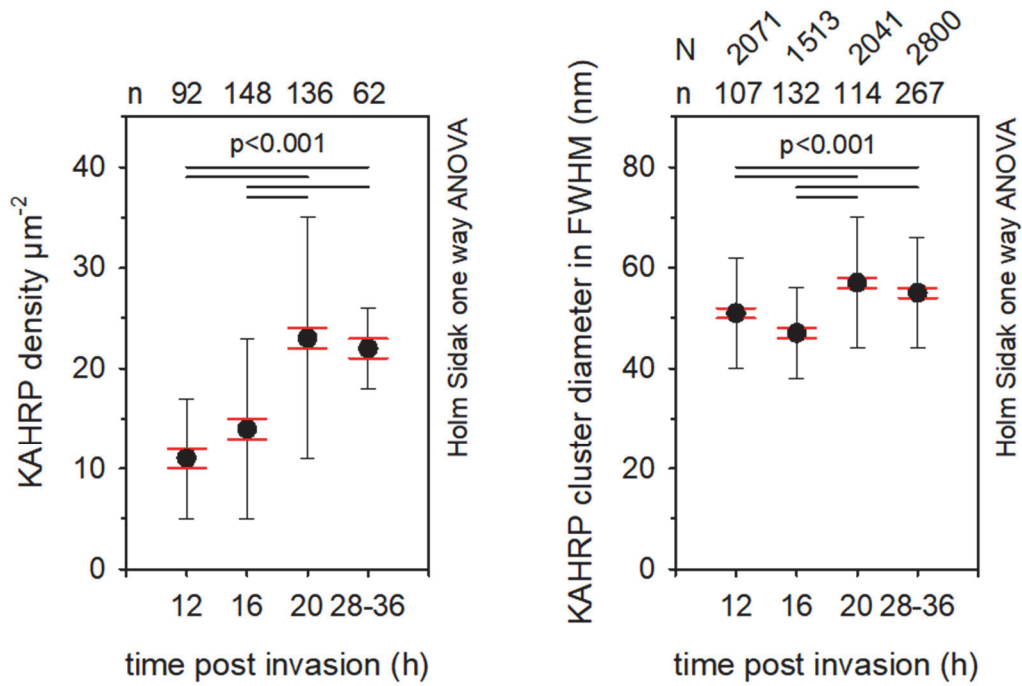 n 92 148 136 62
p<0.001
40
30
20
10
0
KAHRP density µm⁻²
12 16 20 28-36
time post invasion (h)
Holm Sidak one way ANOVA
N 2071 1513 2041 2800
n 107 132 114 267
p<0.001
80
60
40
20
0
KAHRP cluster diameter in FWHM (nm)
12 16 20 28-36
time post invasion (h)
Holm Sidak one way ANOVA